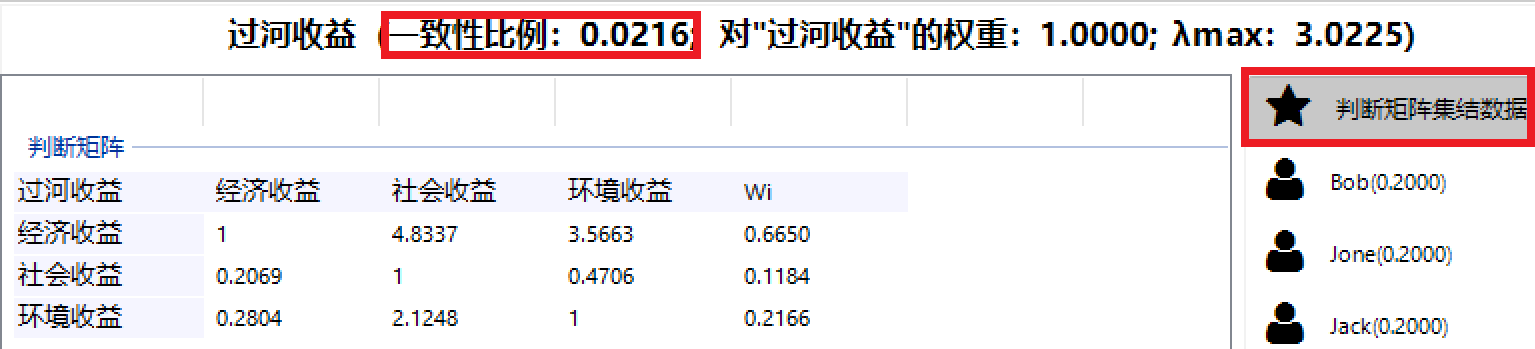 过河收益 (一致性比例：0.0216; 对"过河收益"的权重：1.0000; λmax：3.0225)
判断矩阵
过河收益 经济收益 社会收益 环境收益 Wi
经济收益 1 4.8337 3.5663 0.6650
社会收益 0.2069 1 0.4706 0.1184
环境收益 0.2804 2.1248 1 0.2166
判断矩阵集结数据
Bob(0.2000)
Jone(0.2000)
Jack(0.2000)